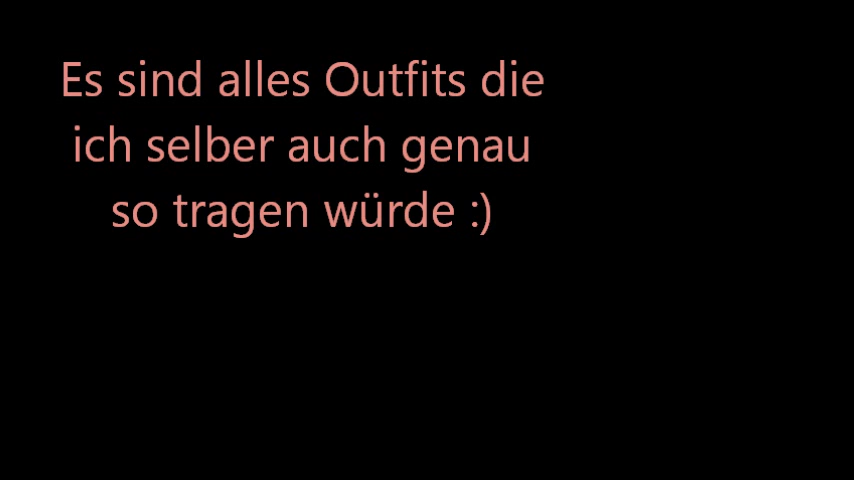 Es sind alles Outfits die
ich selber auch genau
so tragen würde :)